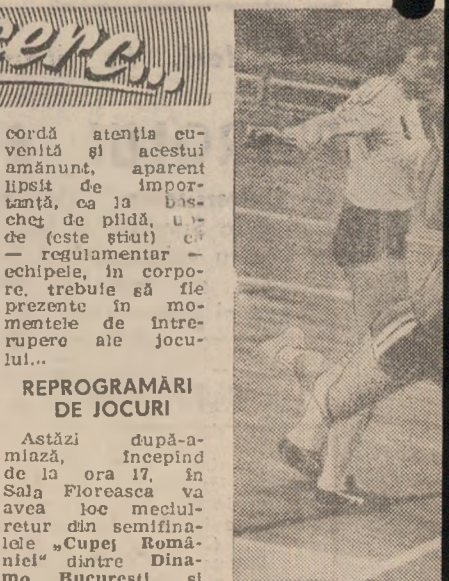 cerc...
cordă atenția cu-
venită și acestui
amănunt, aparent
lipsit de impor-
tanță, ca la bas-
chet de pildă,
de (este știut)
— regulamentar —
echipele, în corpo-
re, trebuie să fie
prezente în mo-
mentele de între-
rupere ale jocu-
lui...
REPROGRAMĂRI
DE JOCURI
Astăzi după-a-
miază, începînd
de la ora 17, în
Sala Floreasca va
avea loc meciul-
retur din semifina-
lele „Cupei Româ-
niei“ dintre Dina-
mo București și